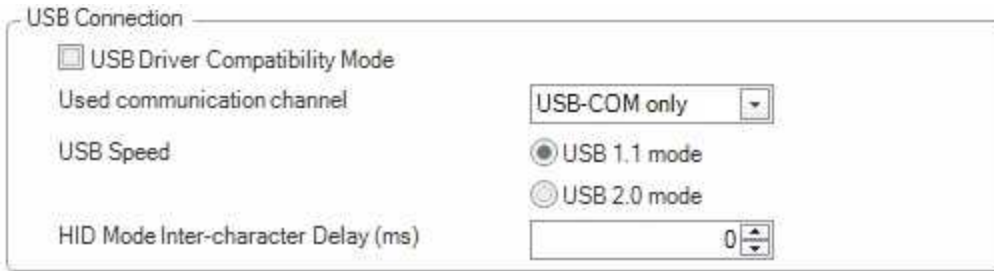 USB Connection
USB Driver Compatibility Mode
Used communication channel USB-COM only
USB Speed USB 1.1 mode
USB 2.0 mode
HID Mode Inter-character Delay (ms) 0